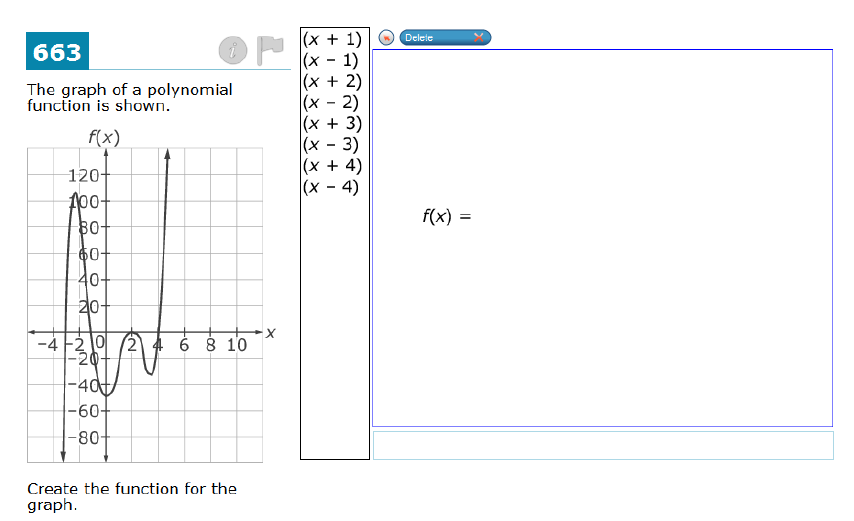 663
i
The graph of a polynomial
function is shown.
f(x)
120
100
80
60
40
20
-4 -2 0 2 4 6 8 10 x
-20
-40
-60
-80
Create the function for the
graph.
(x + 1)
(x - 1)
(x + 2)
(x - 2)
(x + 3)
(x - 3)
(x + 4)
(x - 4)
Delete
f(x) =